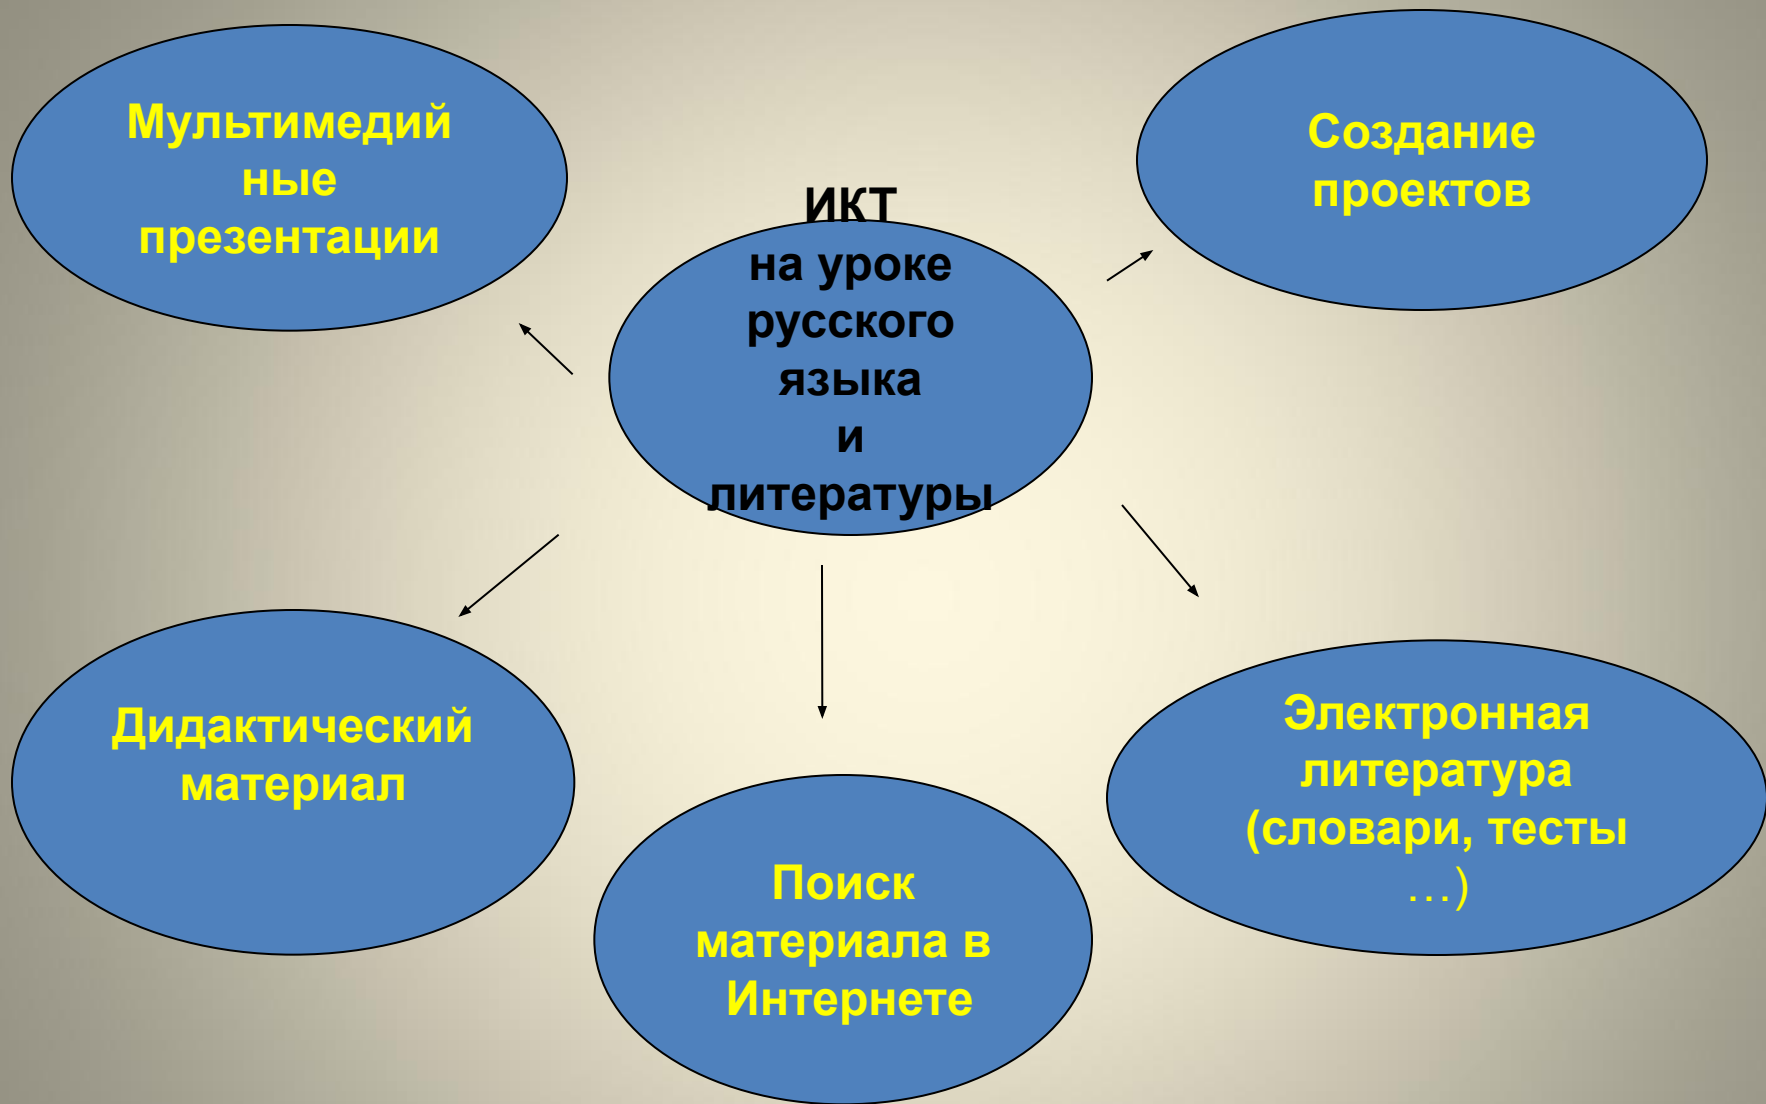 Мультимедий
ные
презентации
Создание
проектов
ИКТ
на уроке
русского
языка
и
литературы
Дидактический
материал
Поиск
материала в
Интернете
Электронная
литература
(словари, тесты
…)